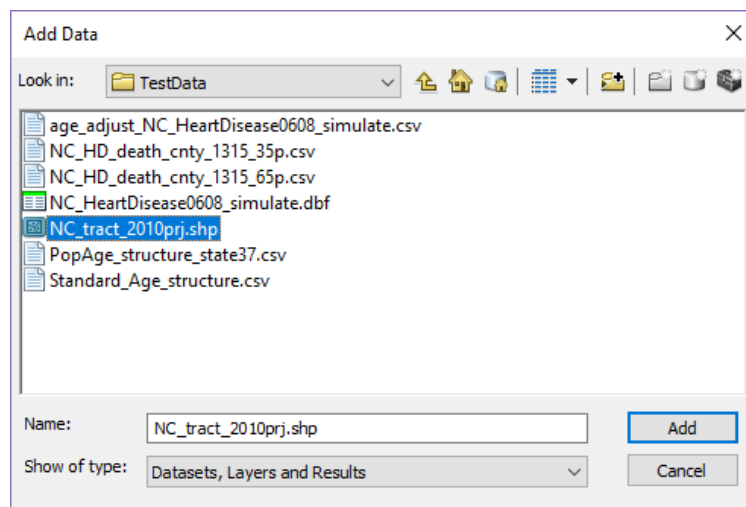 Add Data
Look in: TestData
age_adjust_NC_HeartDisease0608_simulate.csv
NC_HD_death_cnty_1315_35p.csv
NC_HD_death_cnty_1315_65p.csv
NC_HeartDisease0608_simulate.dbf
NC_tract_2010prj.shp
PopAge_structure_state37.csv
Standard_Age_structure.csv
Name: NC_tract_2010prj.shp Add
Show of type: Datasets, Layers and Results Cancel